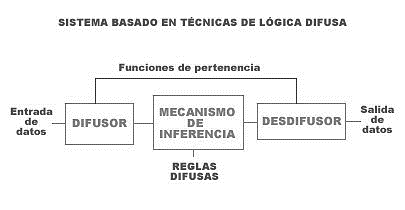 SISTEMA BASADO EN TÉCNICAS DE LÓGICA DIFUSA
Funciones de pertenencia
Entrada
de
datos
DIFUSOR
MECANISMO
DE
INFERENCIA
DESDIFUSOR
Salida
de
datos
REGLAS
DIFUSAS